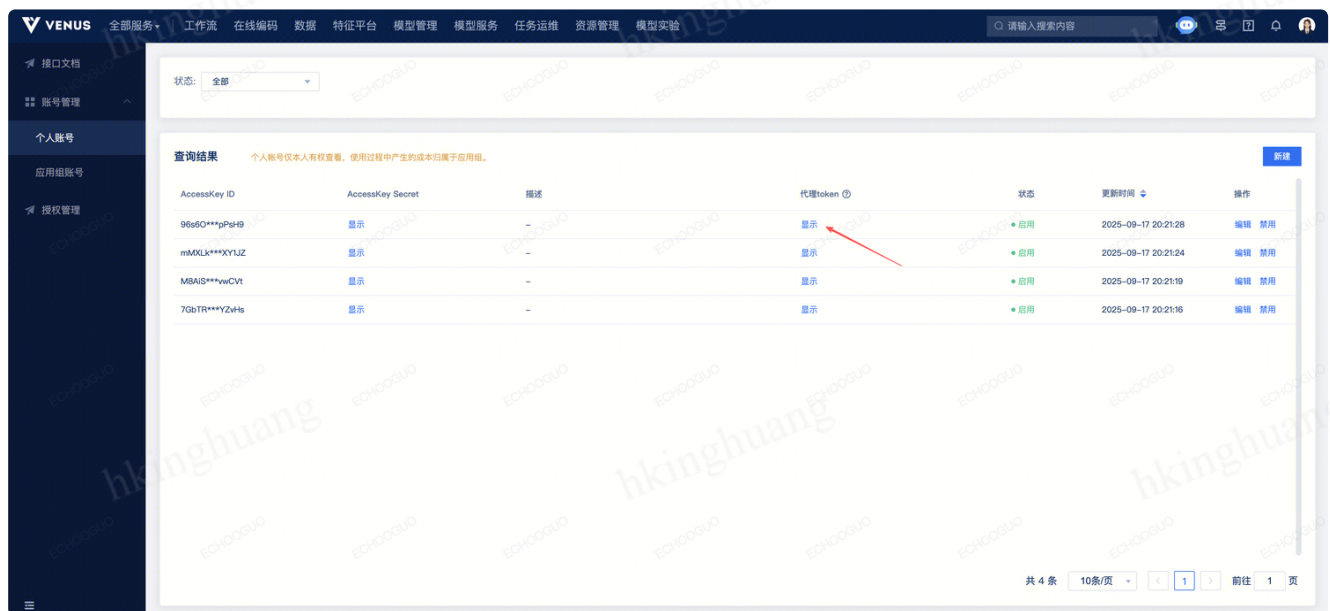 VENUS 全部服务 工作流 在线编码 数据 特征平台 模型管理 模型服务 任务运维 资源管理 模型实验 请输入搜索内容
接口文档
账号管理
个人账号
应用组账号
授权管理
状态: 全部
查询结果 个人账号仅本人有权查看，使用过程中产生的成本归属于应用组。 新建
AccessKey ID AccessKey Secret 描述 代理token 状态 更新时间 操作
96s6O***pPsH9 显示 - 显示 启用 2025-09-17 20:21:28 编辑 禁用
mMXLk***XY1JZ 显示 - 显示 启用 2025-09-17 20:21:24 编辑 禁用
M8AiS***vwCVt 显示 - 显示 启用 2025-09-17 20:21:19 编辑 禁用
7GbTR***YZvHs 显示 - 显示 启用 2025-09-17 20:21:16 编辑 禁用
共 4 条 10条/页 1 前往 1 页
ECHOOGUO
hkinghuang